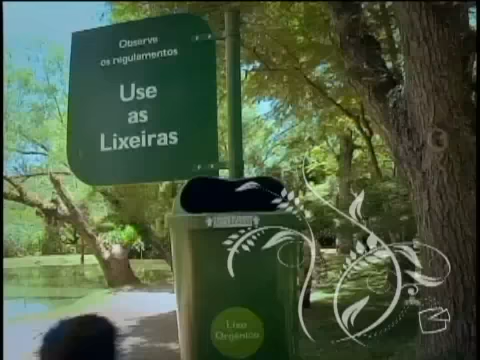 Observe
os regulamentos
Use
as
Lixeiras
Lixo
Orgânico